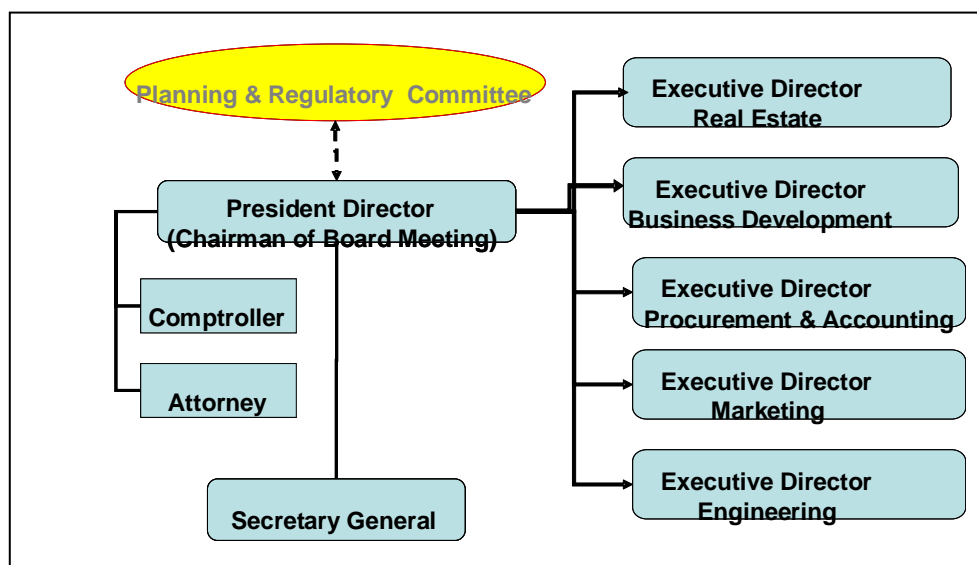 Planning & Regulatory Committee
President Director
(Chairman of Board Meeting)
Comptroller
Attorney
Secretary General
Executive Director
Real Estate
Executive Director
Business Development
Executive Director
Procurement & Accounting
Executive Director
Marketing
Executive Director
Engineering